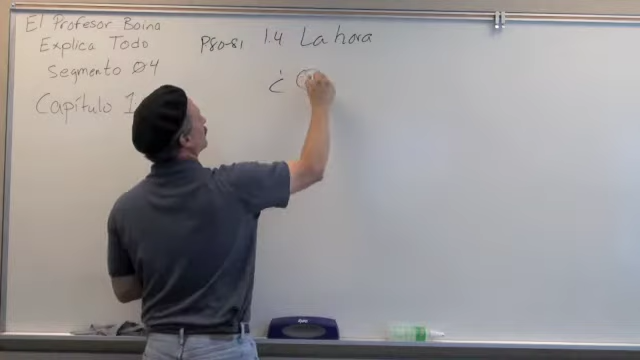 El Profesor Boina
Explica Todo
Segmento 04
Capítulo 1
P80-81 1.4 La hora
¿